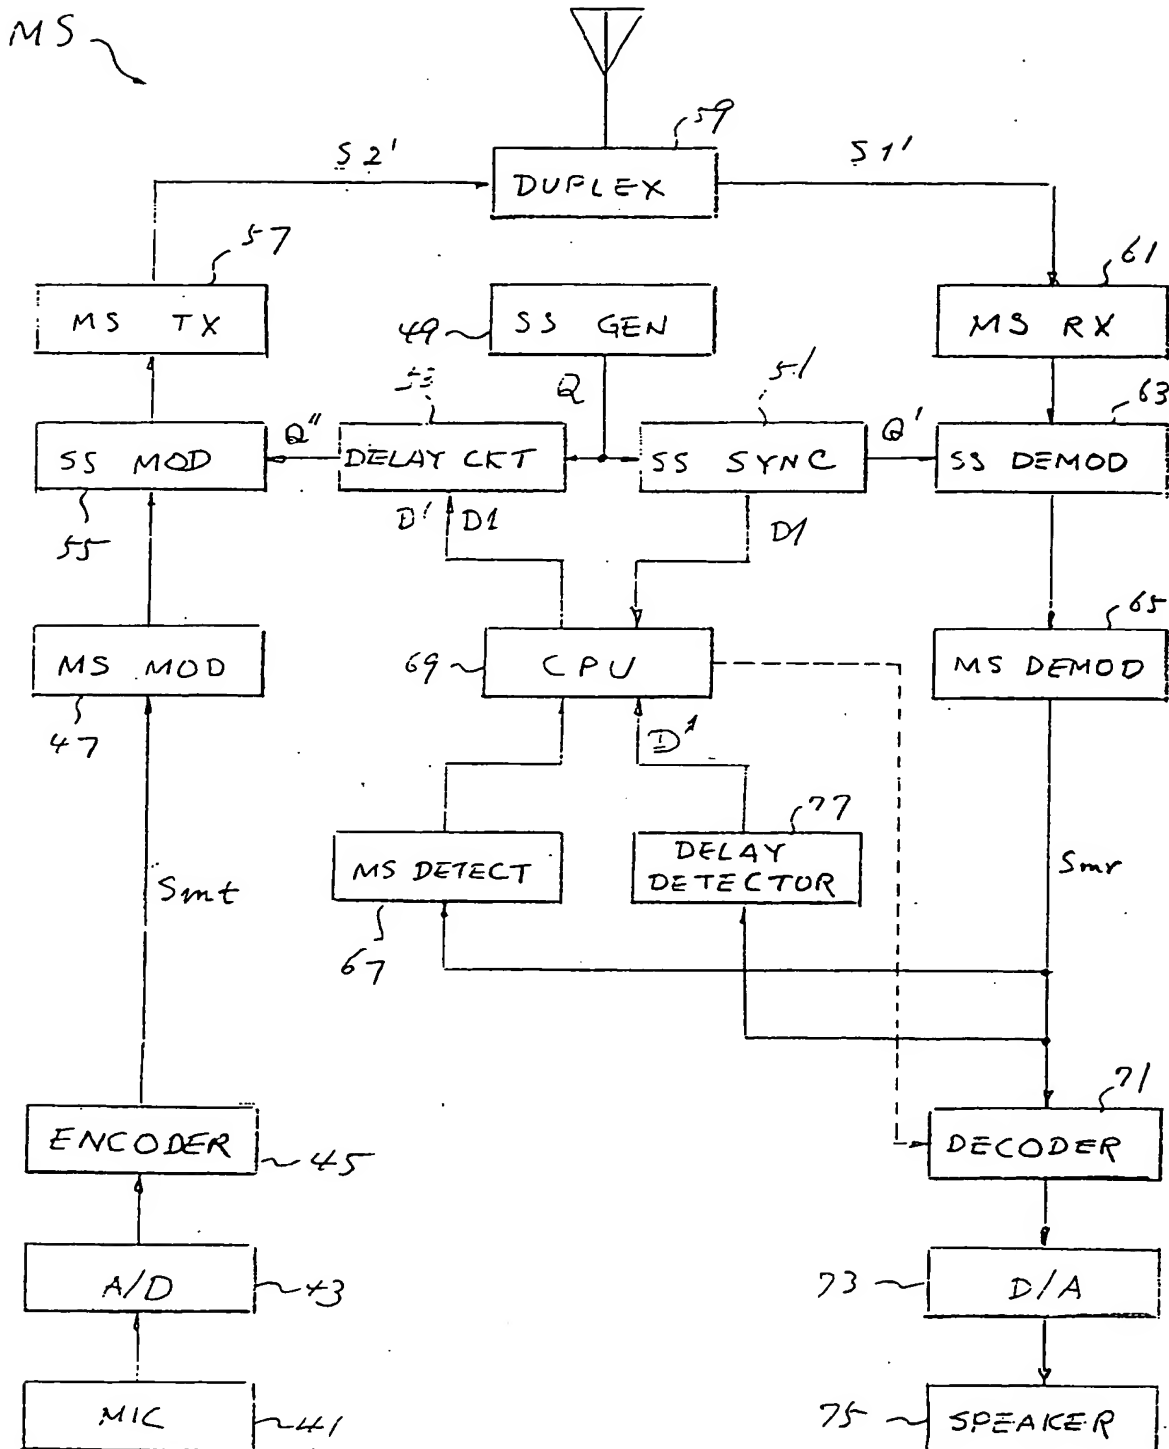 MS
59
S2'
S1'
DUPLEX
57
61
MS TX
49
SS GEN
MS RX
53
51
63
Q
Q"
Q'
SS MOD
DELAY CKT
SS SYNC
SS DEMOD
55
D' D1
D1
65
MS MOD
69
CPU
MS DEMOD
47
D'
77
MS DETECT
DELAY
DETECTOR
Smt
Smr
67
71
ENCODER
45
DECODER
A/D
43
73
D/A
MIC
41
75
SPEAKER